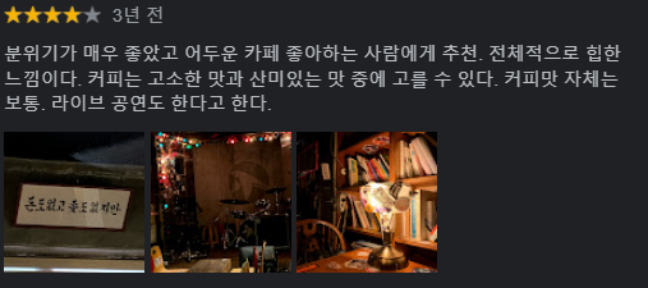 3년 전
분위기가 매우 좋았고 어두운 카페 좋아하는 사람에게 추천. 전체적으로 힙한
느낌이다. 커피는 고소한 맛과 산미있는 맛 중에 고를 수 있다. 커피맛 자체는
보통. 라이브 공연도 한다고 한다.
돈도없고 줄도없지만